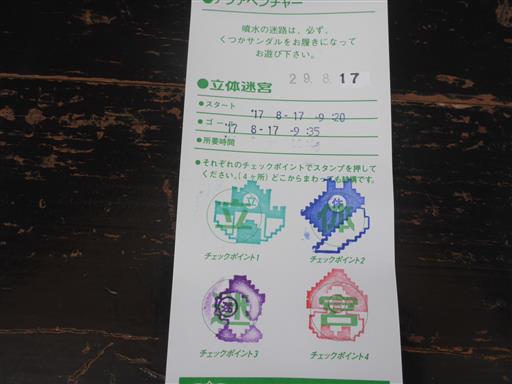 ●アクアベンチャー
噴水の迷路は、必ず、
くつかサンダルをお履きになって
お遊び下さい。
29.8.17
●立体迷宮
●スタート
'17 8-17 -9:20
●ゴール
'17 8-17 -9:35
●所要時間
●それぞれのチェックポイントでスタンプを押して
ください。(4ヶ所)どこからまわっても結構です。
立 立
体 体
チェックポイント1
チェックポイント2
迷 迷
宮 宮
チェックポイント3
チェックポイント4